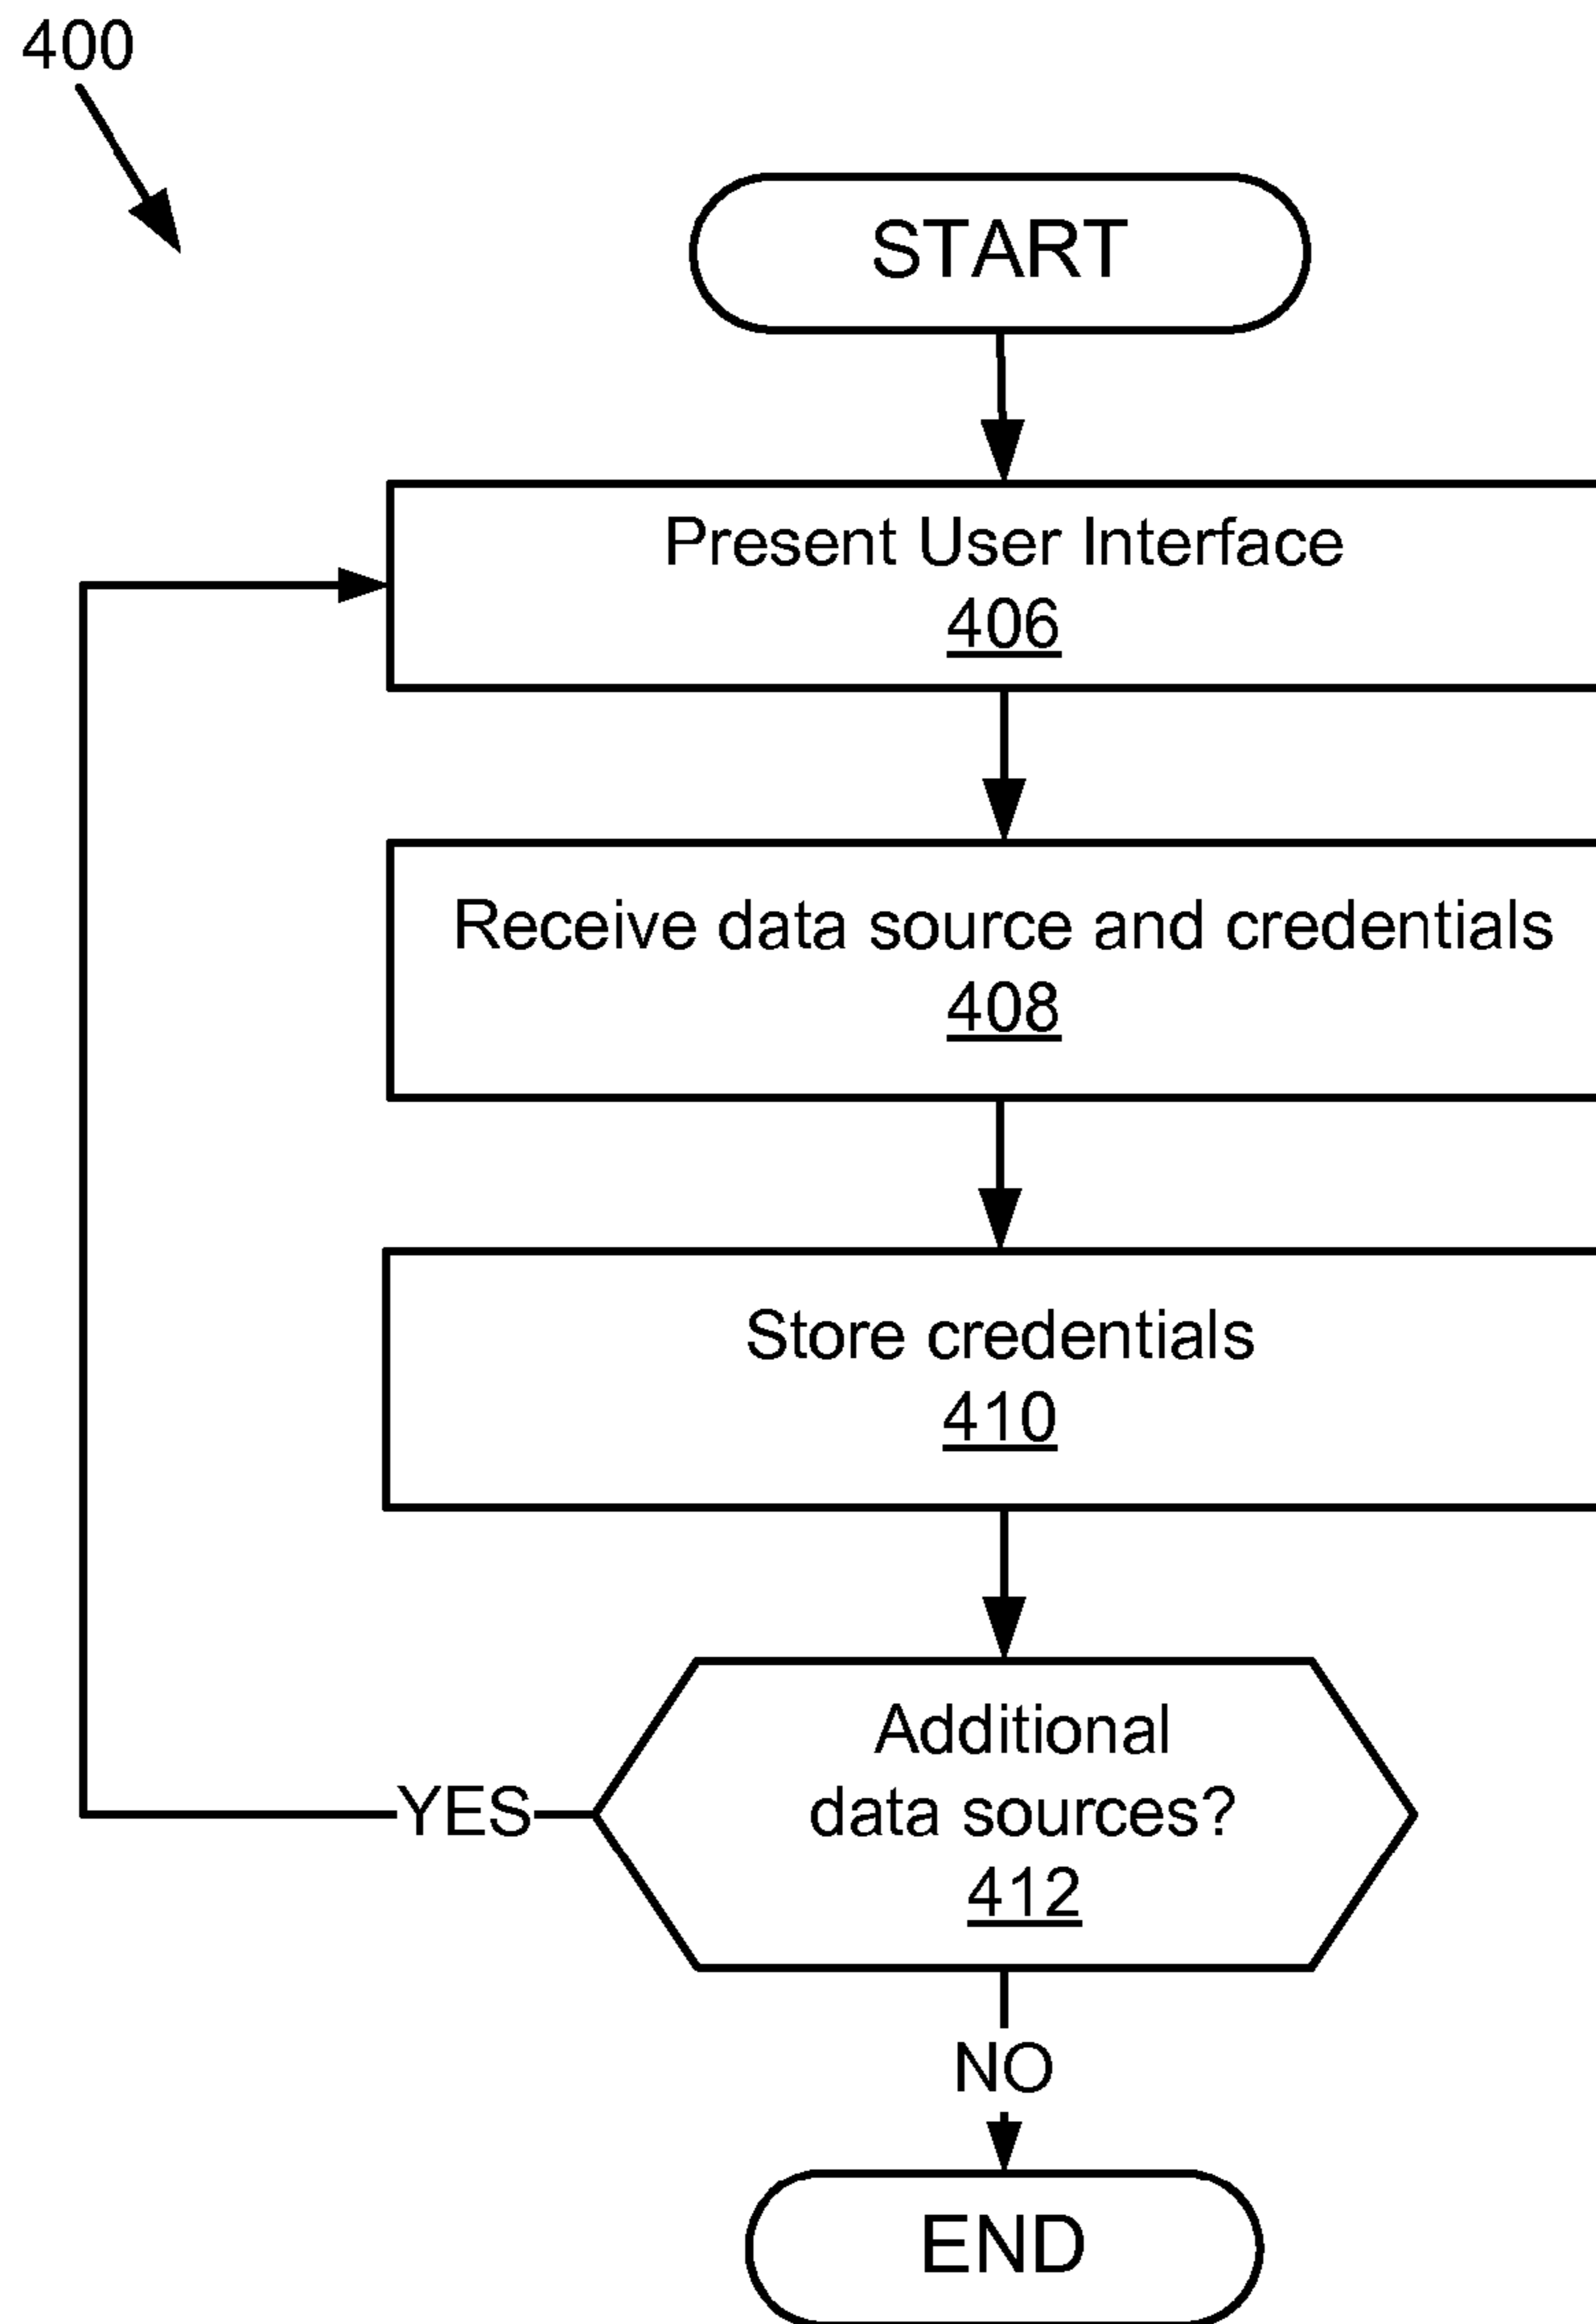 400
START
Present User Interface
406
Receive data source and credentials
408
Store credentials
410
Additional
data sources?
412
YES
NO
END